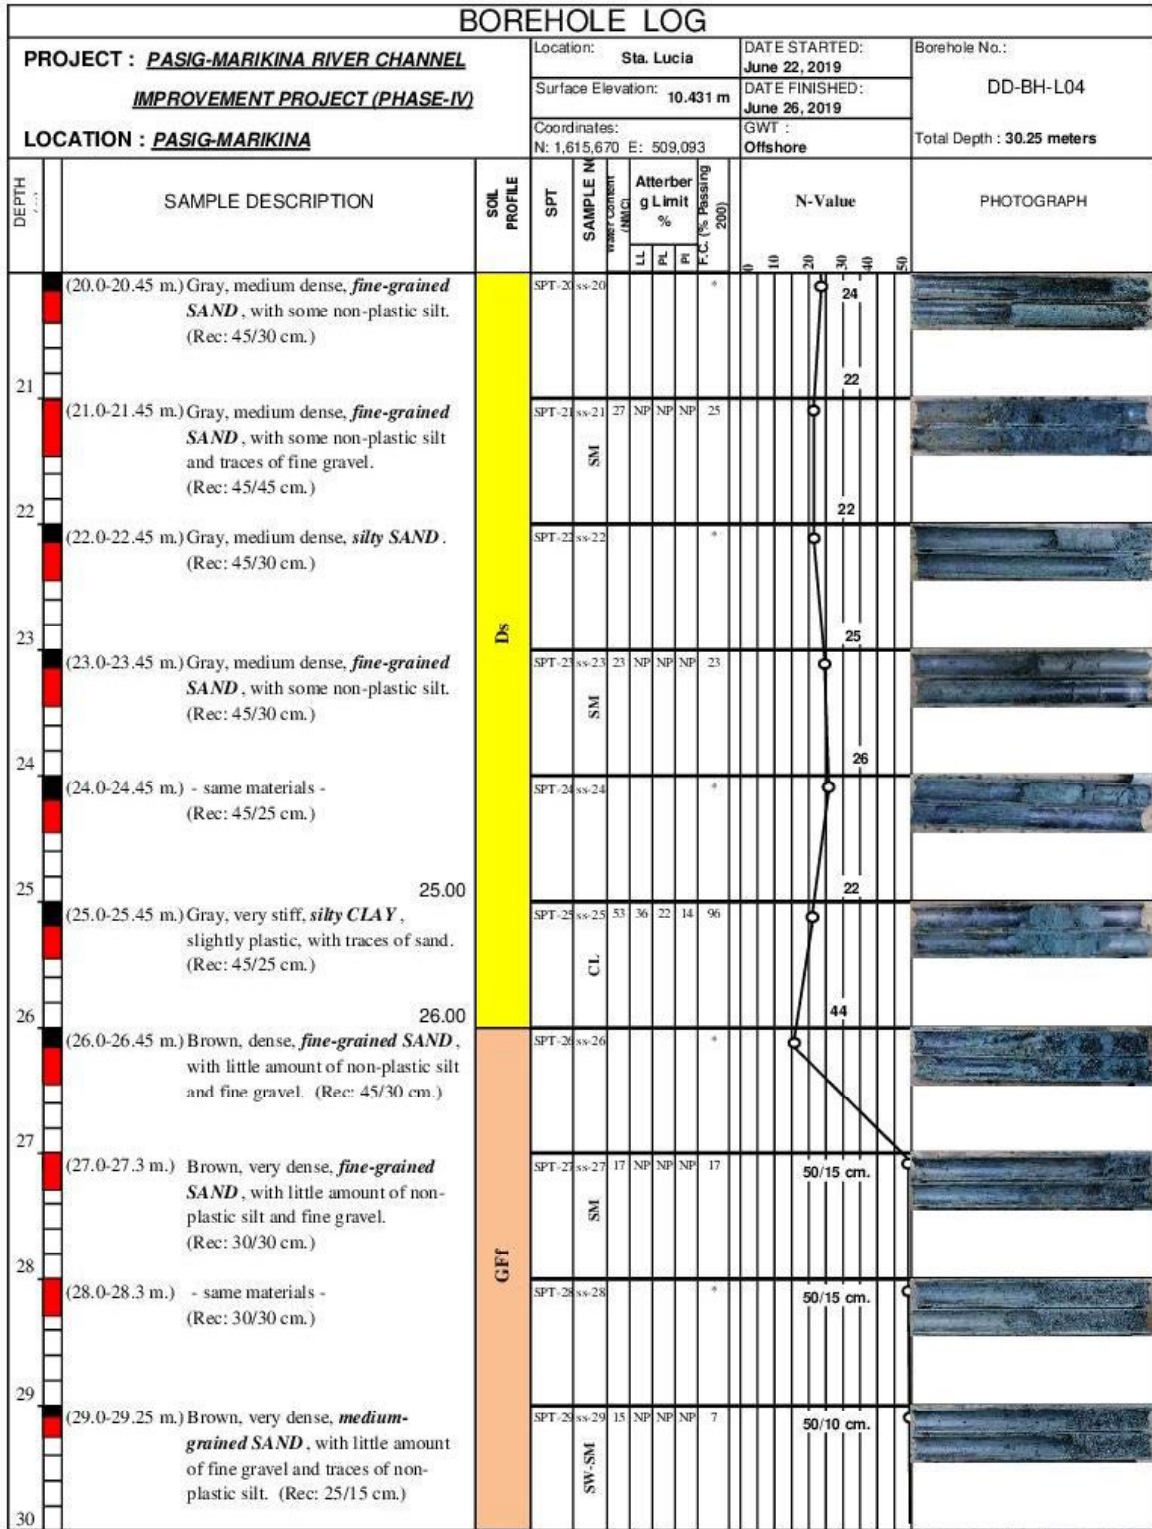 BOREHOLE LOG
PROJECT : PASIG-MARIKINA RIVER CHANNEL
IMPROVEMENT PROJECT (PHASE-IV)
LOCATION : PASIG-MARIKINA
Location:
Sta. Lucia
Surface Elevation: 10.431 m
Coordinates:
N: 1,615,670 E: 509,093
DATE STARTED:
June 22, 2019
DATE FINISHED:
June 26, 2019
GWT :
Offshore
Borehole No.:
DD-BH-L04
Total Depth : 30.25 meters
DEPTH
SAMPLE DESCRIPTION
SOIL
PROFILE
SPT
SAMPLE NO
Water Content
(NMC)
Atterber
g Limit
%
LL PL PI
F.C. (% Passing
200)
N-Value
0 10 20 30 40 50
PHOTOGRAPH
(20.0-20.45 m.) Gray, medium dense, fine-grained
SAND, with some non-plastic silt.
(Rec: 45/30 cm.)
SPT-20 ss-20 *
24
21
22
(21.0-21.45 m.) Gray, medium dense, fine-grained
SAND, with some non-plastic silt
and traces of fine gravel.
(Rec: 45/45 cm.)
SPT-21 ss-21 27 NP NP NP 25
SM
22
22
(22.0-22.45 m.) Gray, medium dense, silty SAND.
(Rec: 45/30 cm.)
SPT-22 ss-22 *
Ds
23
25
(23.0-23.45 m.) Gray, medium dense, fine-grained
SAND, with some non-plastic silt.
(Rec: 45/30 cm.)
SPT-23 ss-23 23 NP NP NP 23
SM
24
26
(24.0-24.45 m.) - same materials -
(Rec: 45/25 cm.)
SPT-24 ss-24 *
25
25.00
22
(25.0-25.45 m.) Gray, very stiff, silty CLAY,
slightly plastic, with traces of sand.
(Rec: 45/25 cm.)
SPT-25 ss-25 53 36 22 14 96
CL
26
26.00
44
(26.0-26.45 m.) Brown, dense, fine-grained SAND,
with little amount of non-plastic silt
and fine gravel. (Rec: 45/30 cm.)
SPT-26 ss-26 *
27
(27.0-27.3 m.) Brown, very dense, fine-grained
SAND, with little amount of non-
plastic silt and fine gravel.
(Rec: 30/30 cm.)
SPT-27 ss-27 17 NP NP NP 17
SM
50/15 cm.
GFf
28
(28.0-28.3 m.) - same materials -
(Rec: 30/30 cm.)
SPT-28 ss-28 *
50/15 cm.
29
(29.0-29.25 m.) Brown, very dense, medium-
grained SAND, with little amount
of fine gravel and traces of non-
plastic silt. (Rec: 25/15 cm.)
SPT-29 ss-29 15 NP NP NP 7
SW-SM
50/10 cm.
30